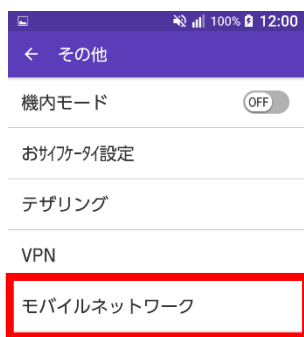 100% 12:00
← その他
機内モード OFF
おサイフケータイ設定
テザリング
VPN
モバイルネットワーク